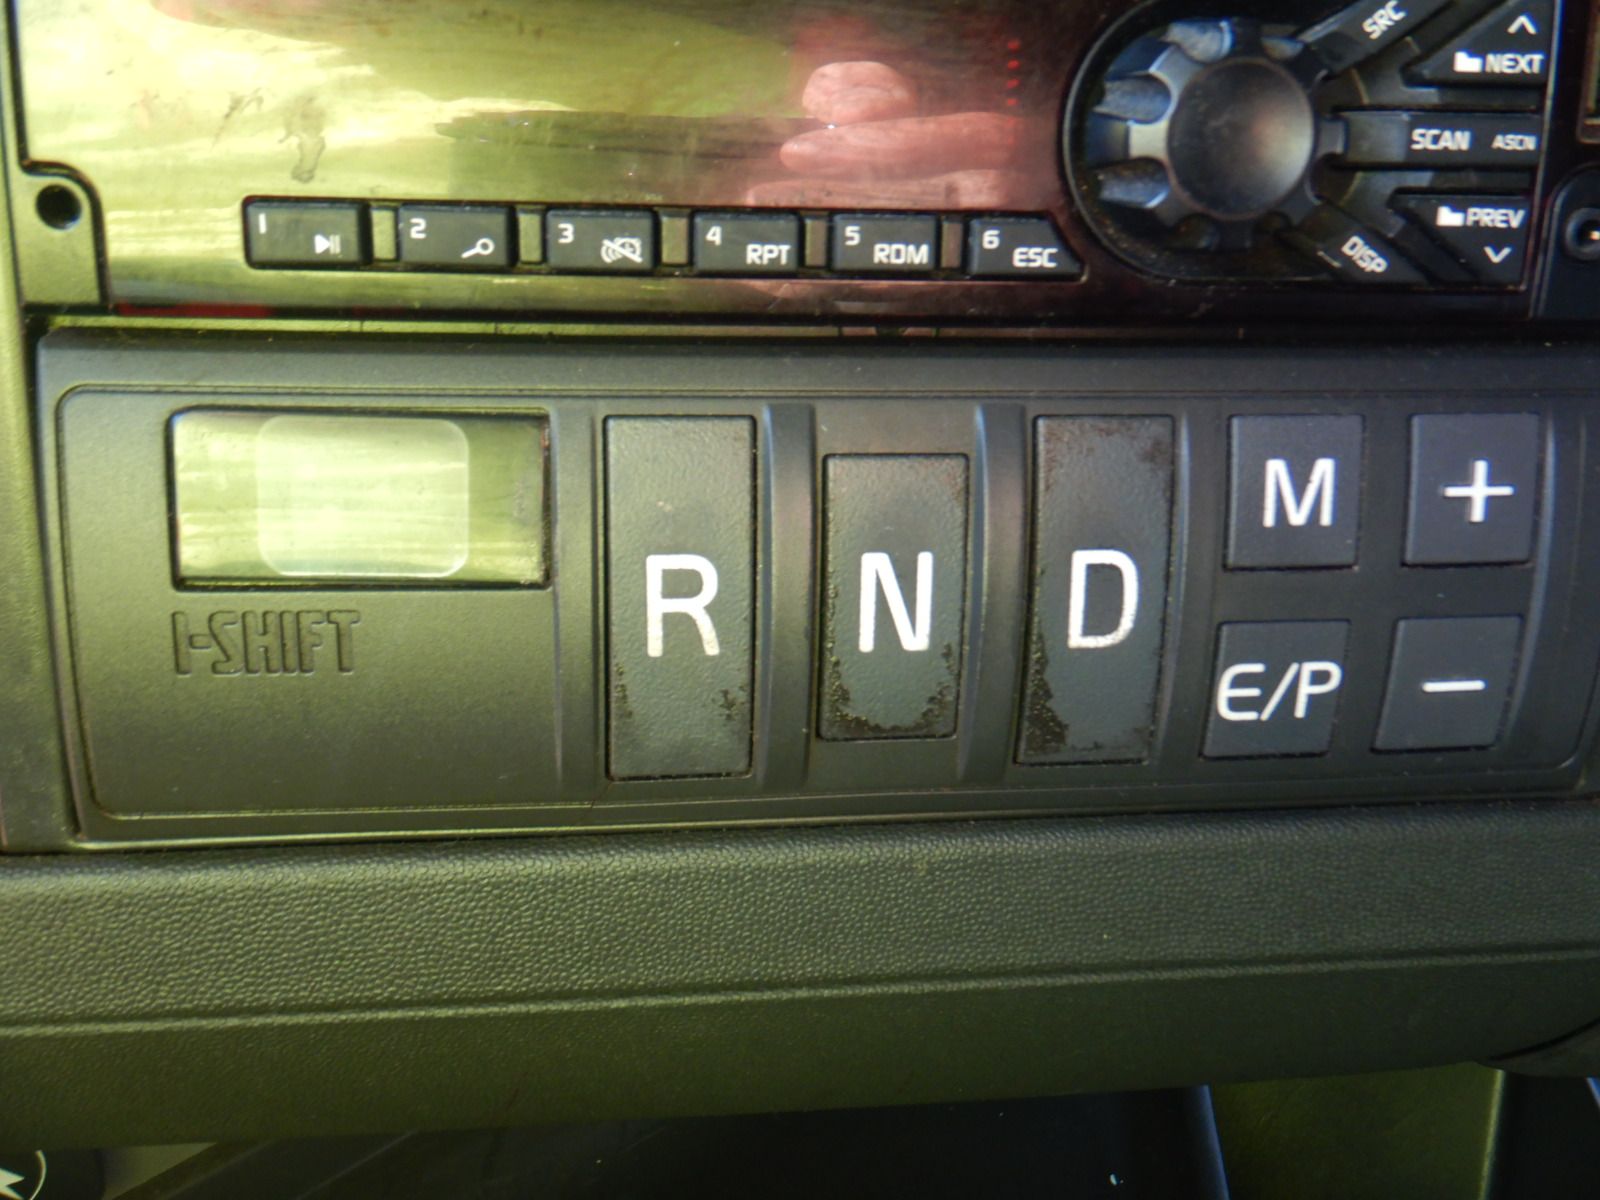 SRC
NEXT
SCAN ASCN
PREV
DISP
1 2 3 4 RPT 5 RDM 6 ESC
I-SHIFT
R N D M +
E/P −